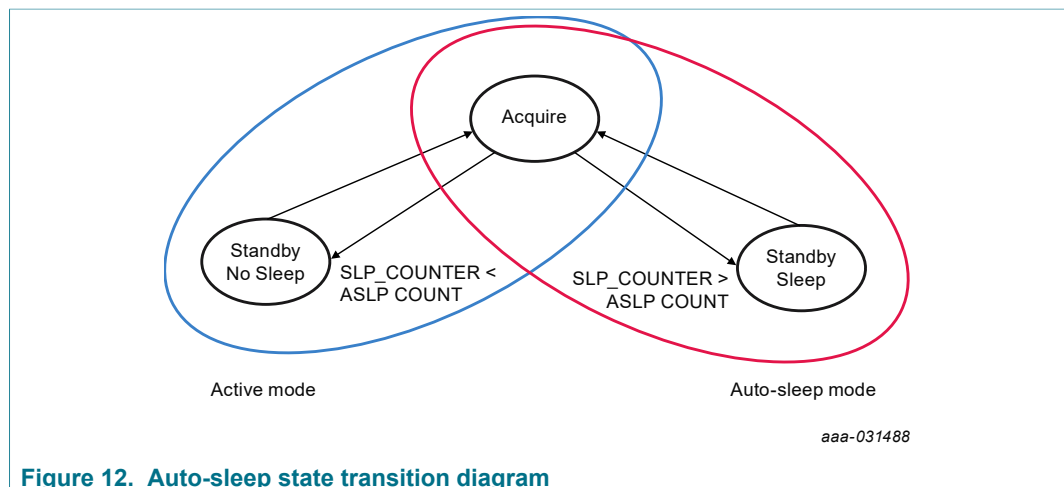 Acquire
Standby
No Sleep
SLP_COUNTER <
ASLP COUNT
SLP_COUNTER >
ASLP COUNT
Standby
Sleep
Active mode
Auto-sleep mode
aaa-031488
Figure 12. Auto-sleep state transition diagram